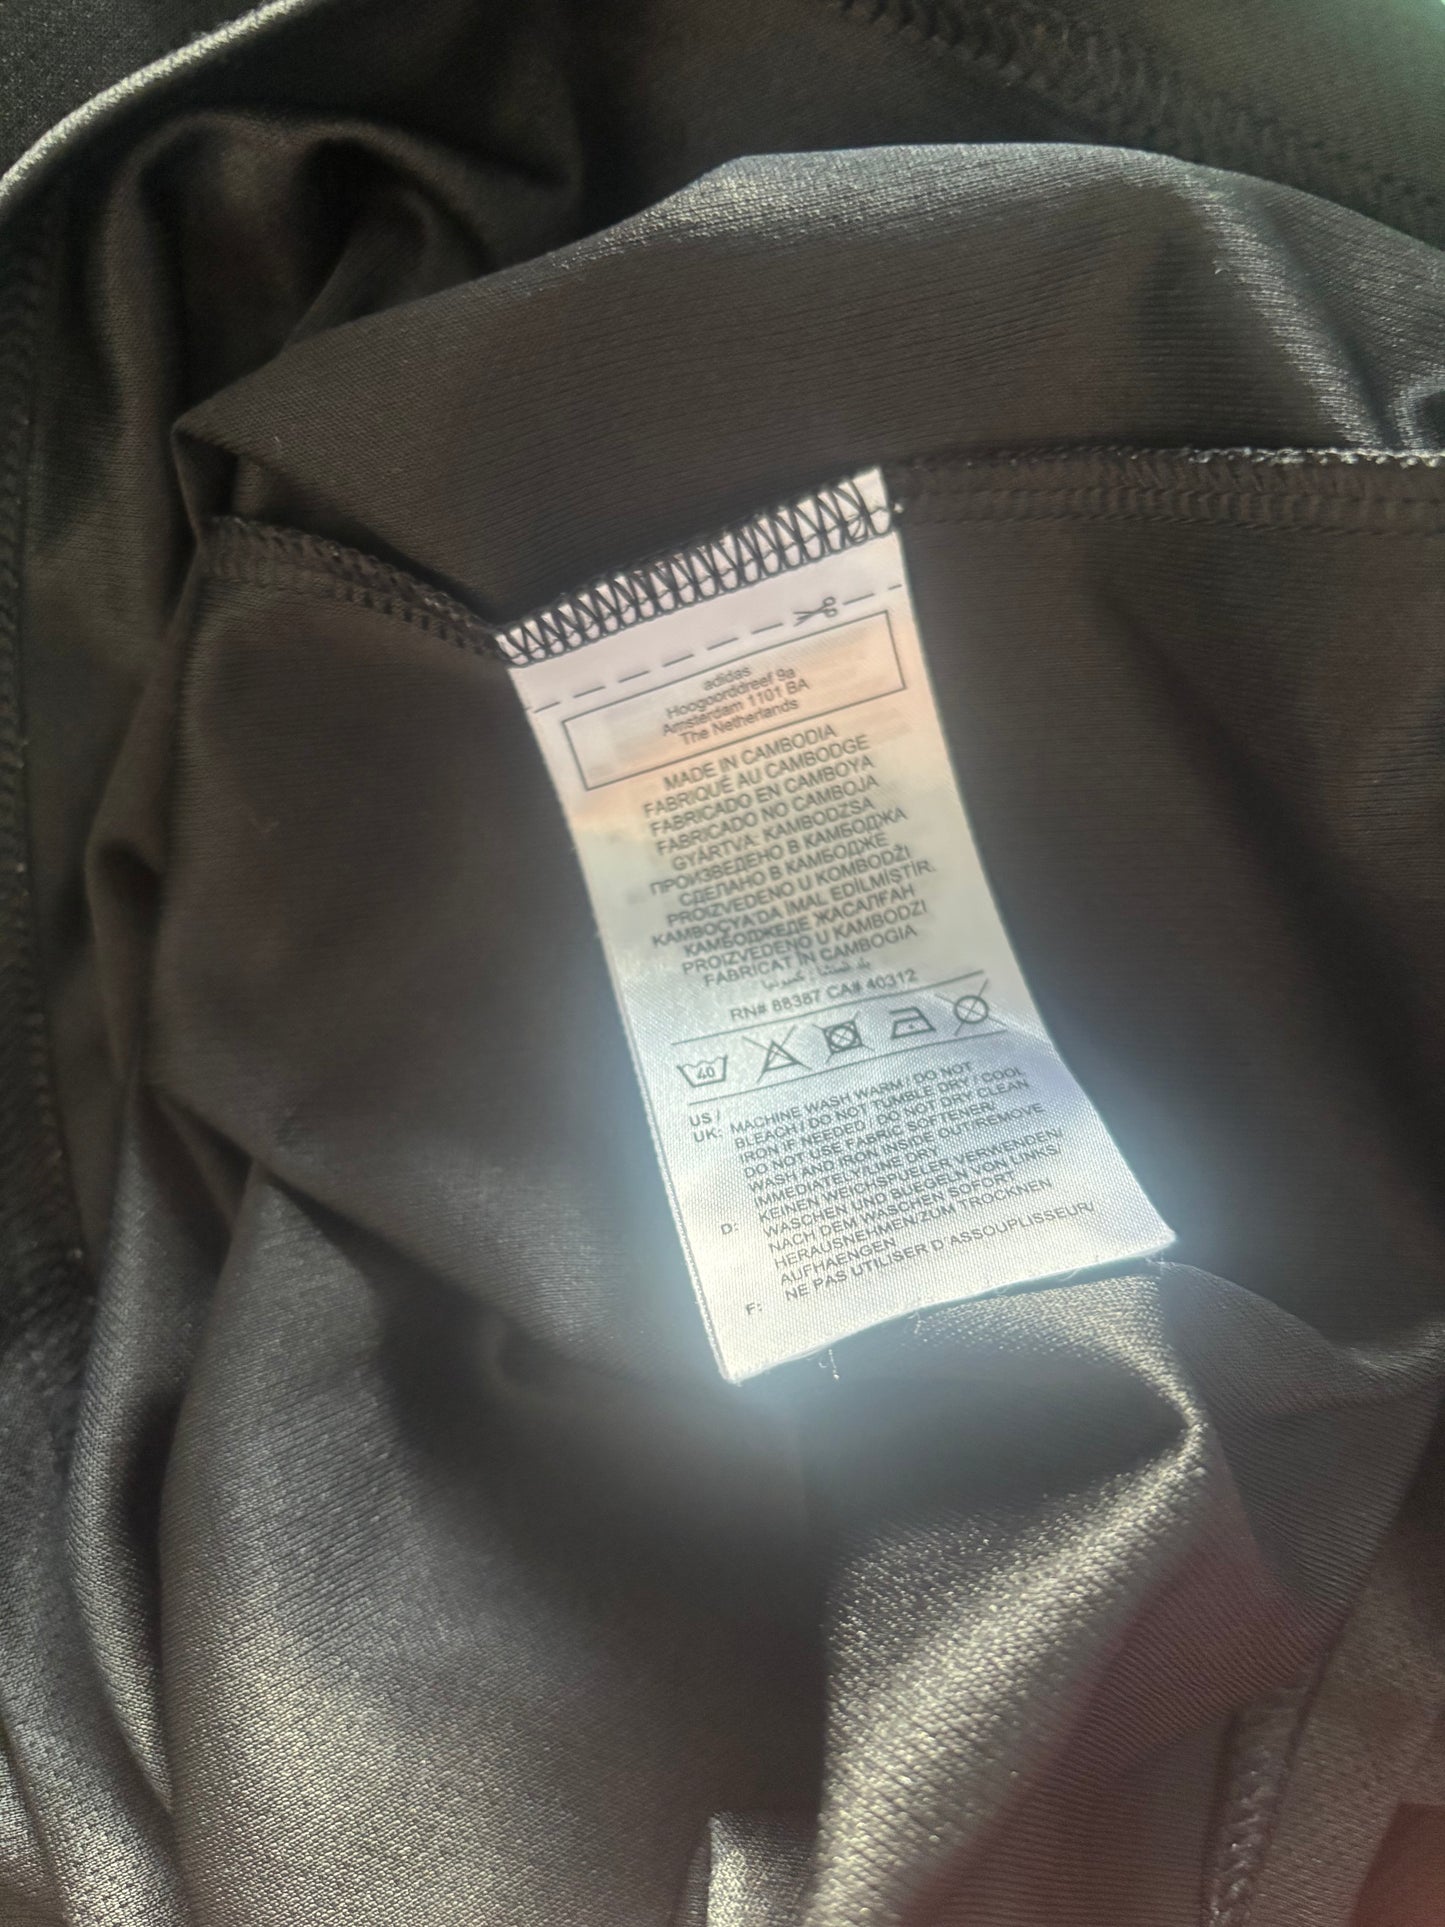 adidas
Hoogoorddreef 9a
Amsterdam 1101 BA
The Netherlands
MADE IN CAMBODIA
FABRIQUÉ AU CAMBODGE
FABRICADO EN CAMBOYA
FABRICADO NO CAMBOJA
GYÁRTVA: KAMBODZSA
ПРОИЗВЕДЕНО В КАМБОДЖА
СДЕЛАНО В КАМБОДЖЕ
PROIZVEDENO U KOMBODŽI
KAMBOÇYA'DA İMAL EDİLMİŞTİR.
КАМБОДЖЕДЕ ЖАСАЛҒАН
PROIZVEDENO U KAMBODZI
FABRICAT ÎN CAMBOGIA
RN# 88387 CA# 40312
40
US / UK: MACHINE WASH WARM / DO NOT
BLEACH / DO NOT TUMBLE DRY / COOL
IRON IF NEEDED / DO NOT DRY CLEAN
DO NOT USE FABRIC SOFTENER/
WASH AND IRON INSIDE OUT/REMOVE
IMMEDIATELY/LINE DRY
D: KEINEN WEICHSPUELER VERWENDEN/
WASCHEN UND BUEGELN VON LINKS/
NACH DEM WASCHEN SOFORT
HERAUSNEHMEN/ZUM TROCKNEN
AUFHAENGEN
F: NE PAS UTILISER D'ASSOUPLISSEUR/